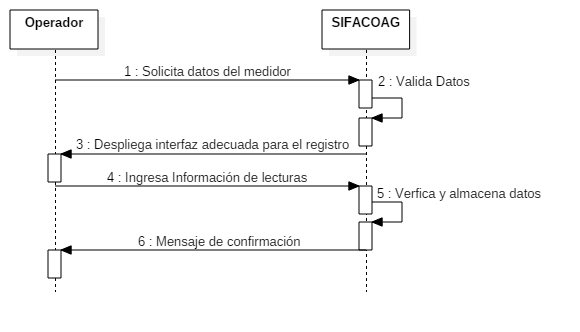 Operador
SIFACOAG
1 : Solicita datos del medidor
2 : Valida Datos
3 : Despliega interfaz adecuada para el registro
4 : Ingresa Información de lecturas
5 : Verfica y almacena datos
6 : Mensaje de confirmación